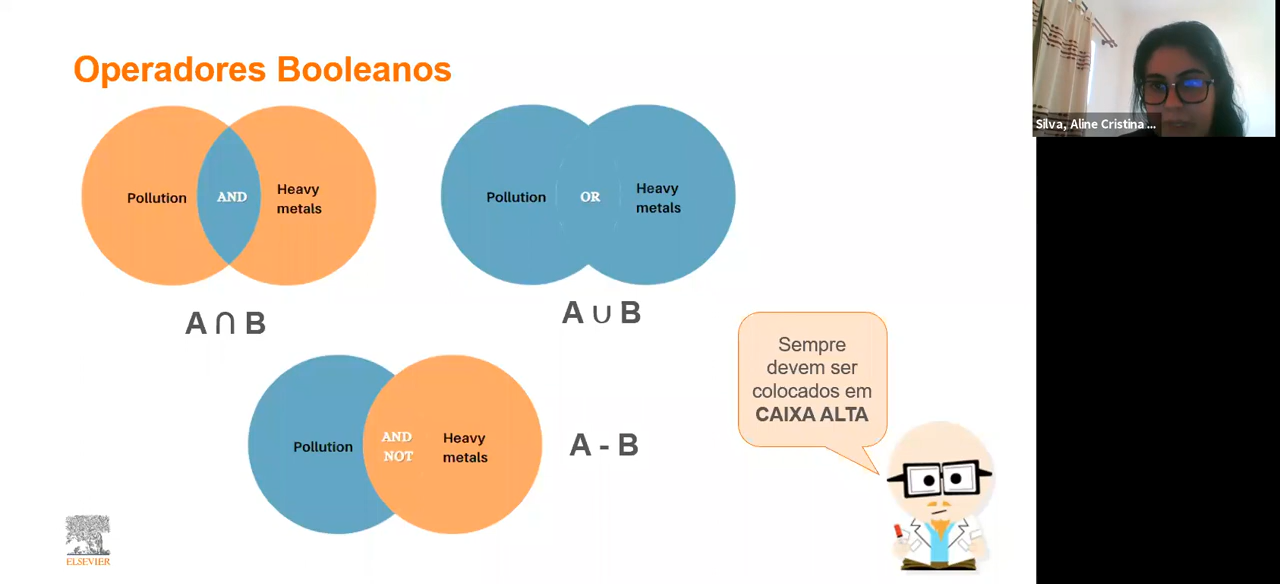 Operadores Booleanos
Pollution
AND
Heavy
metals
A ∩ B
Pollution
OR
Heavy
metals
A ∪ B
Pollution
AND
NOT
Heavy
metals
A - B
Sempre
devem ser
colocados em
CAIXA ALTA
ELSEVIER
Silva, Aline Cristina ...